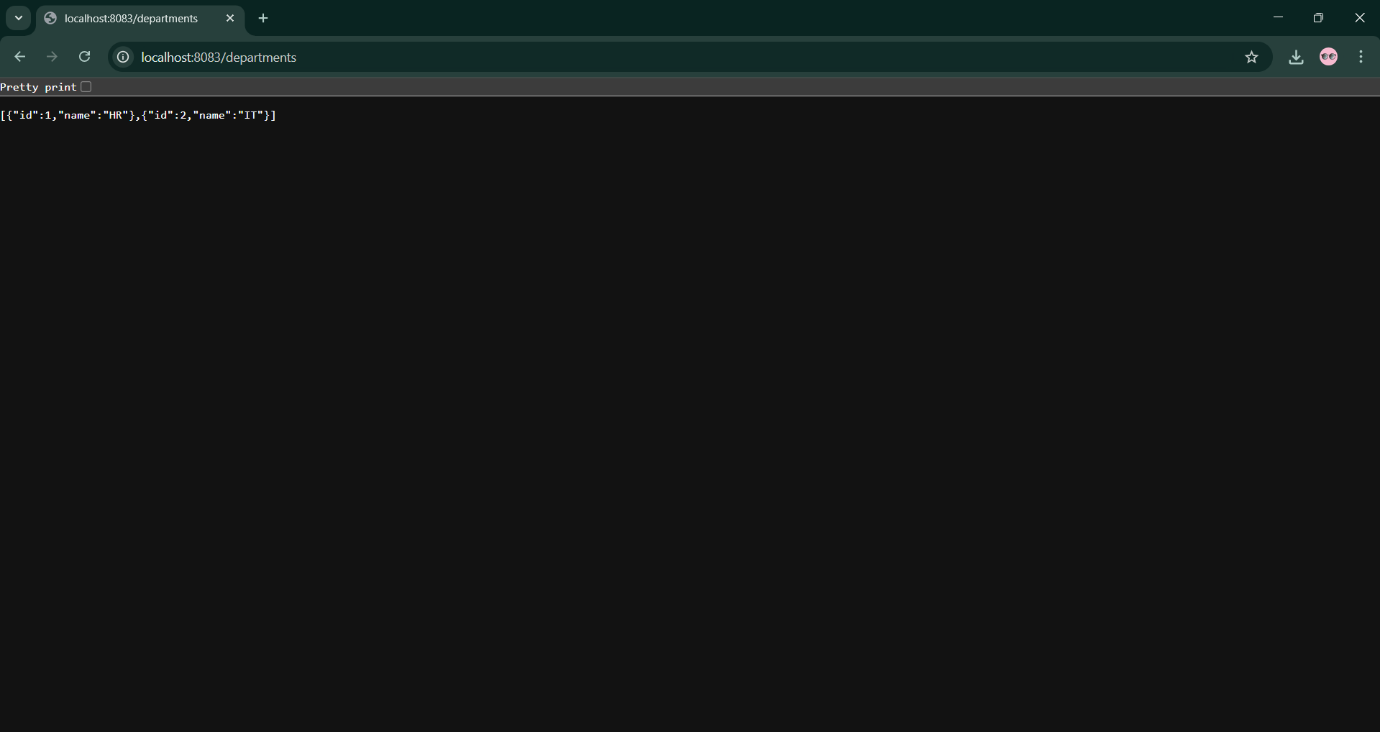 localhost:8083/departments
localhost:8083/departments
Pretty print
[{"id":1,"name":"HR"},{"id":2,"name":"IT"}]